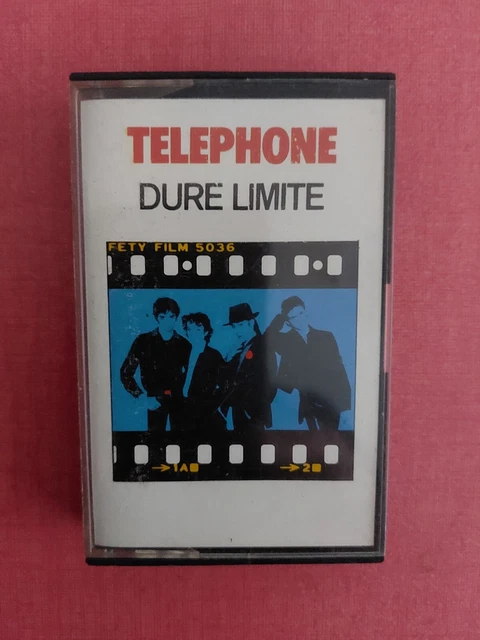 TELEPHONE
DURE LIMITE
FETY FILM 5036
→1A
→2